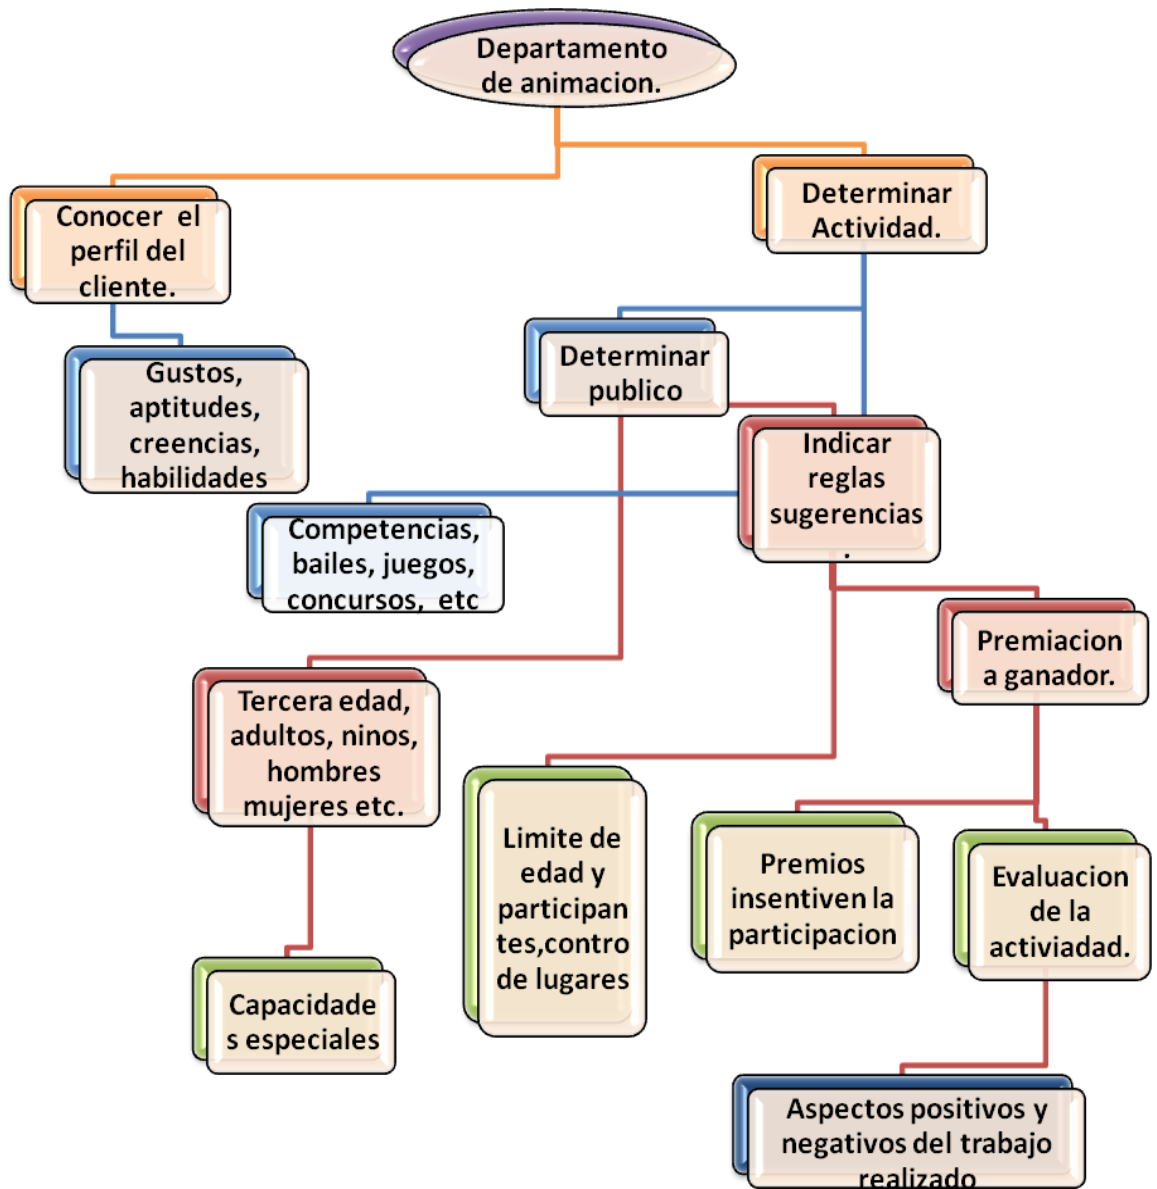 Departamento
de animacion.
Determinar
Actividad.
Conocer el
perfil del
cliente.
Determinar
publico
Gustos,
aptitudes,
creencias,
habilidades
Indicar
reglas
sugerencias
.
Competencias,
bailes, juegos,
concursos, etc
Premiacion
a ganador.
Tercera edad,
adultos, ninos,
hombres
mujeres etc.
Limite de
edad y
participan
tes,contro
de lugares
Premios
insentiven la
participacion
Evaluacion
de la
activiadad.
Capacidade
s especiales
Aspectos positivos y
negativos del trabajo
realizado